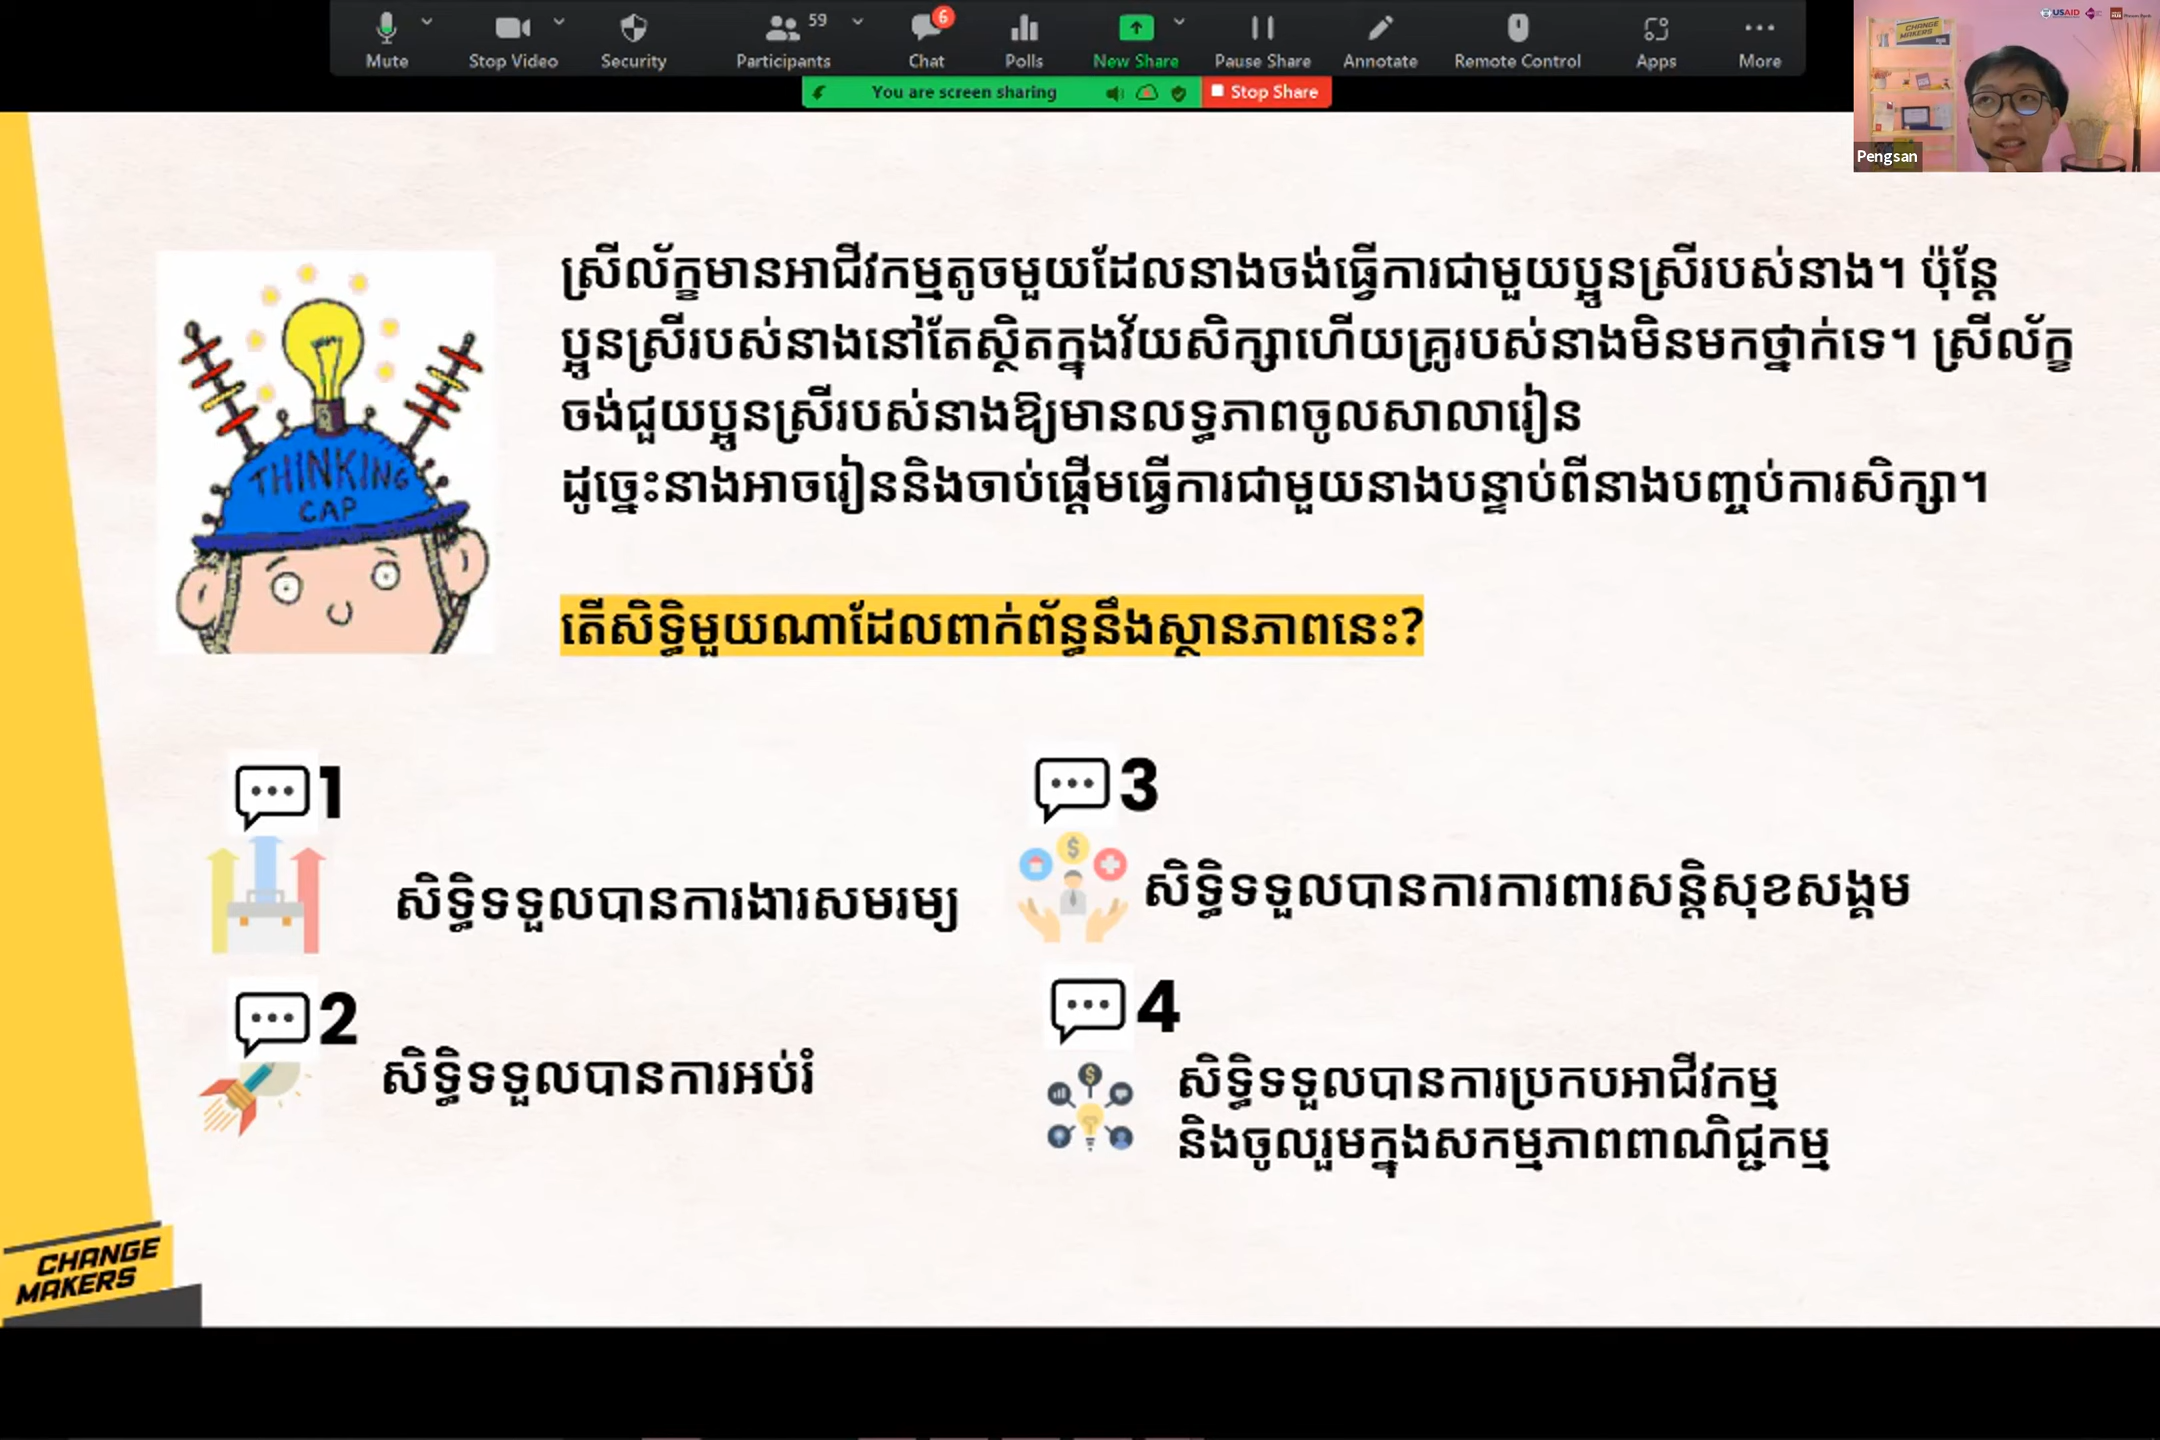 Mute
Stop Video
Security
Participants
59
Chat
6
Polls
New Share
Pause Share
Annotate
Remote Control
Apps
More
You are screen sharing
Stop Share
CHANGE
MAKERS
USAID
Pengsan
ស្រីល័ក្ខមានអាជីវកម្មតូចមួយដែលនាងចង់ធ្វើការជាមួយប្អូនស្រីរបស់នាង។ ប៉ុន្តែ
ប្អូនស្រីរបស់នាងនៅតែស្ថិតក្នុងវ័យសិក្សាហើយគ្រូរបស់នាងមិនមកថ្នាក់ទេ។ ស្រីល័ក្ខ
ចង់ជួយប្អូនស្រីរបស់នាងឱ្យមានលទ្ធភាពចូលសាលារៀន
ដូច្នេះនាងអាចរៀននិងចាប់ផ្តើមធ្វើការជាមួយនាងបន្ទាប់ពីនាងបញ្ចប់ការសិក្សា។
THINKING
CAP
តើសិទ្ធិមួយណាដែលពាក់ព័ន្ធនឹងស្ថានភាពនេះ?
1
សិទ្ធិទទួលបានការងារសមរម្យ
2
សិទ្ធិទទួលបានការអប់រំ
3
សិទ្ធិទទួលបានការការពារសន្តិសុខសង្គម
4
សិទ្ធិទទួលបានការប្រកបអាជីវកម្ម
និងចូលរួមក្នុងសកម្មភាពពាណិជ្ជកម្ម
CHANGE
MAKERS